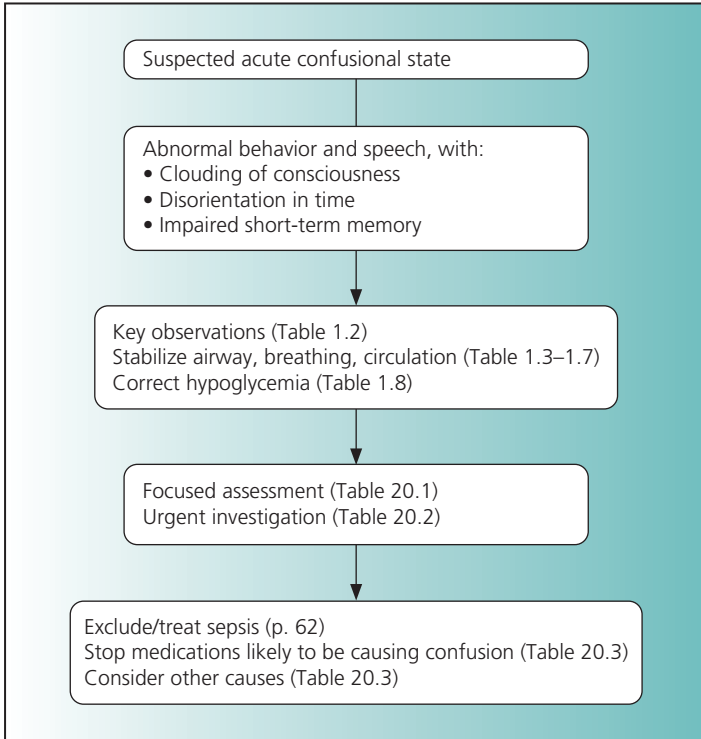 Suspected acute confusional state
Abnormal behavior and speech, with:
• Clouding of consciousness
• Disorientation in time
• Impaired short-term memory
Key observations (Table 1.2)
Stabilize airway, breathing, circulation (Table 1.3–1.7)
Correct hypoglycemia (Table 1.8)
Focused assessment (Table 20.1)
Urgent investigation (Table 20.2)
Exclude/treat sepsis (p. 62)
Stop medications likely to be causing confusion (Table 20.3)
Consider other causes (Table 20.3)